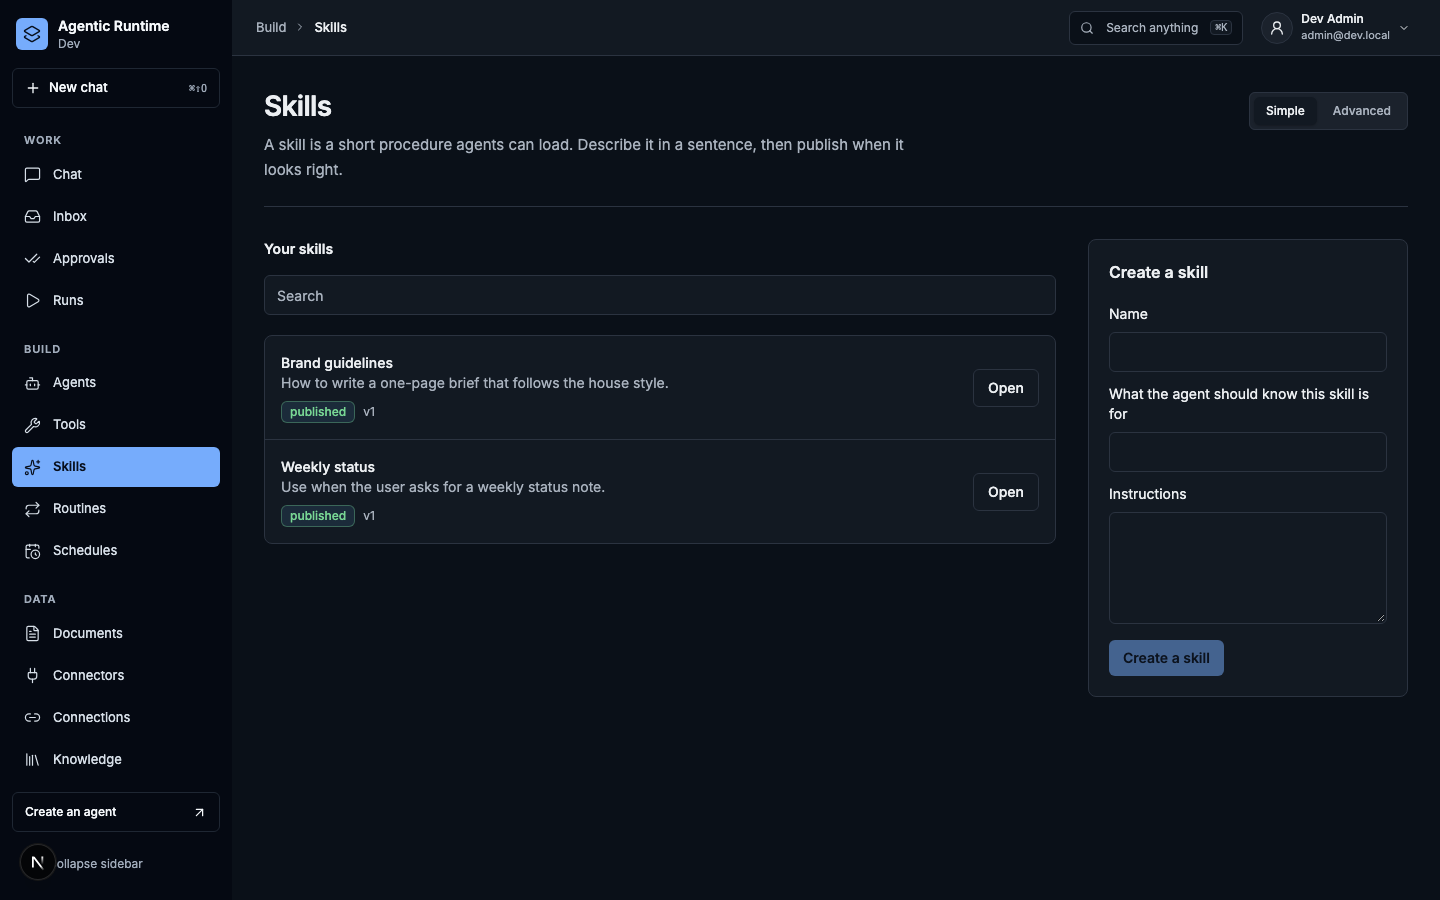 Agentic Runtime
Dev
New chat
⌘⇧O
WORK
Chat
Inbox
Approvals
Runs
BUILD
Agents
Tools
Skills
Routines
Schedules
DATA
Documents
Connectors
Connections
Knowledge
Create an agent
N
ollapse sidebar
Build
Skills
Search anything
⌘K
Dev Admin
admin@dev.local
Skills
A skill is a short procedure agents can load. Describe it in a sentence, then publish when it
looks right.
Simple
Advanced
Your skills
Search
Brand guidelines
How to write a one-page brief that follows the house style.
published v1
Open
Weekly status
Use when the user asks for a weekly status note.
published v1
Open
Create a skill
Name
What the agent should know this skill is
for
Instructions
Create a skill